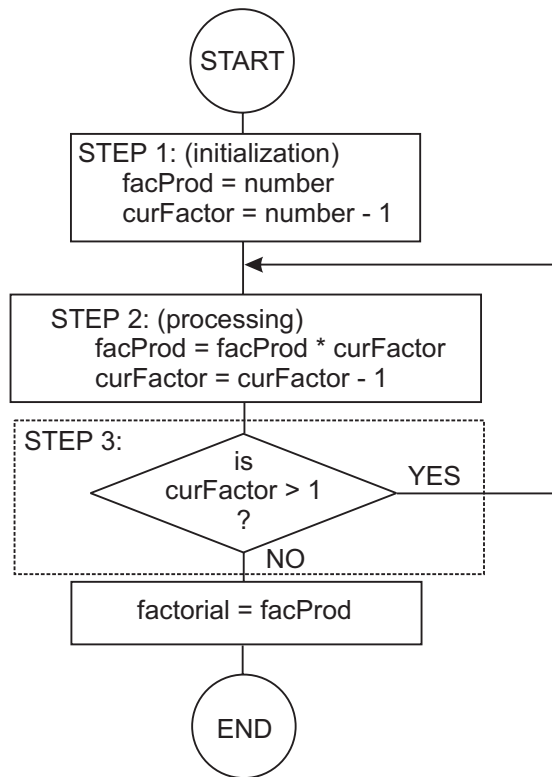 START
STEP 1: (initialization)
facProd = number
curFactor = number - 1
STEP 2: (processing)
facProd = facProd * curFactor
curFactor = curFactor - 1
STEP 3:
is
curFactor > 1
?
YES
NO
factorial = facProd
END